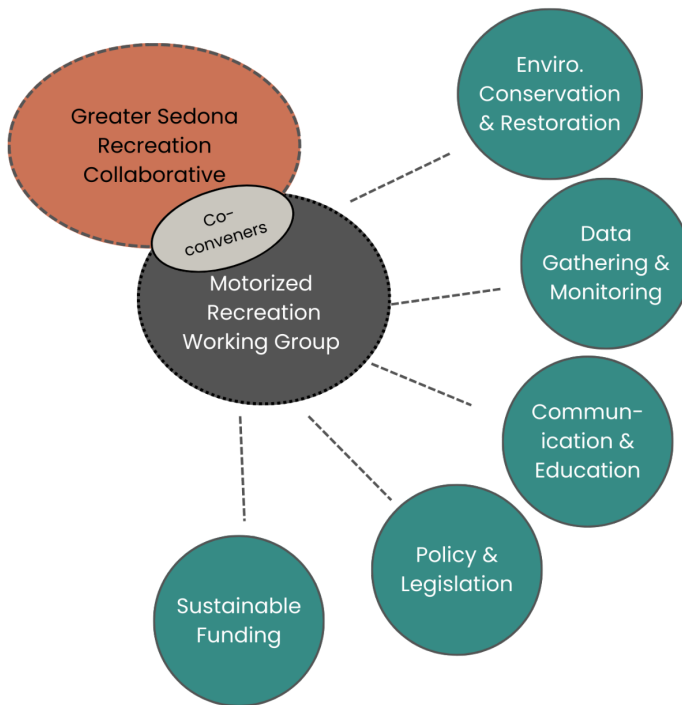 Greater Sedona
Recreation
Collaborative
Co-
conveners
Motorized
Recreation
Working Group
Enviro.
Conservation
& Restoration
Data
Gathering &
Monitoring
Commun-
ication &
Education
Policy &
Legislation
Sustainable
Funding